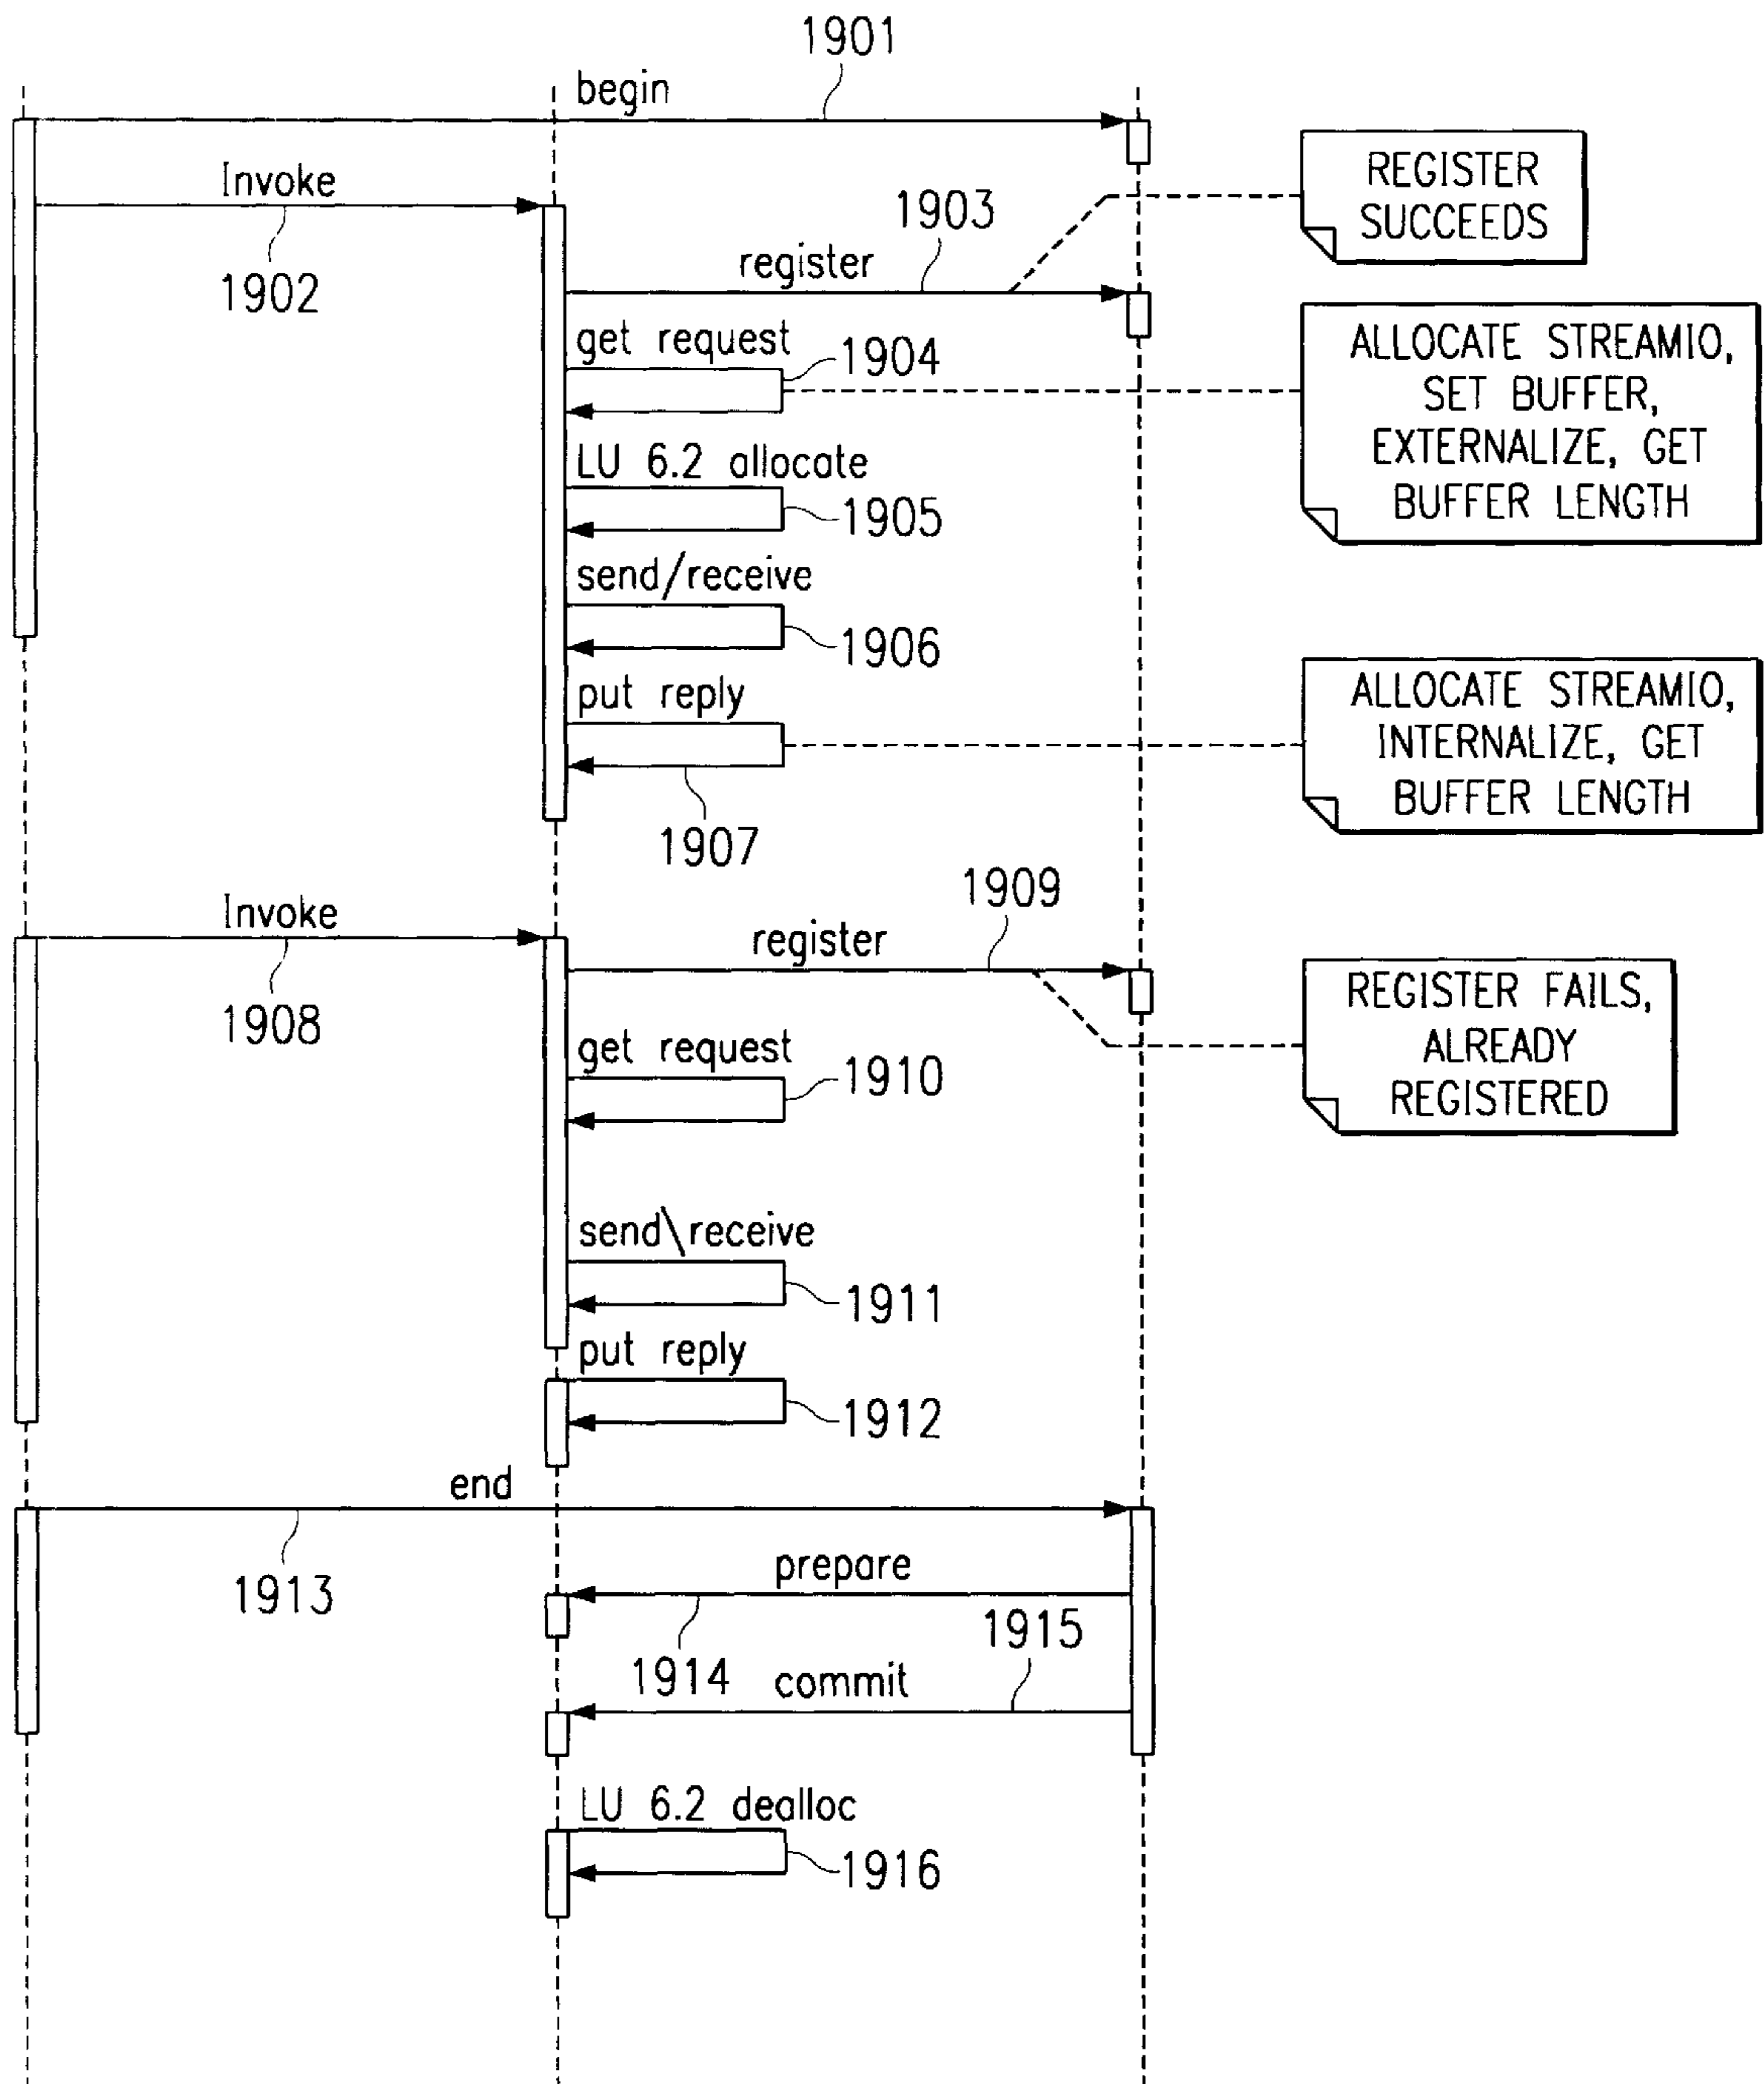 1901
begin
REGISTER
SUCCEEDS
Invoke
1903
1902
register
get request
1904
ALLOCATE STREAMIO,
SET BUFFER,
EXTERNALIZE, GET
BUFFER LENGTH
LU 6.2 allocate
1905
send/receive
1906
put reply
ALLOCATE STREAMIO,
INTERNALIZE, GET
BUFFER LENGTH
1907
1909
Invoke
register
1908
REGISTER FAILS,
ALREADY
REGISTERED
get request
1910
send\receive
1911
put reply
1912
end
1913
prepare
1914
1915
commit
LU 6.2 dealloc
1916